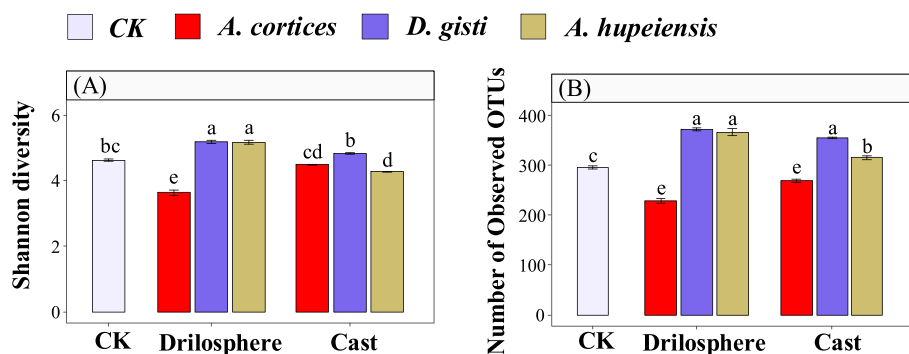 CK A. cortices D. gisti A. hupeiensis
(A)
Shannon diversity
6
4
2
0
bc
e
a
a
cd
b
d
CK Drilosphere Cast
(B)
Number of Observed OTUs
400
300
200
100
0
c
e
a
a
e
a
b
CK Drilosphere Cast